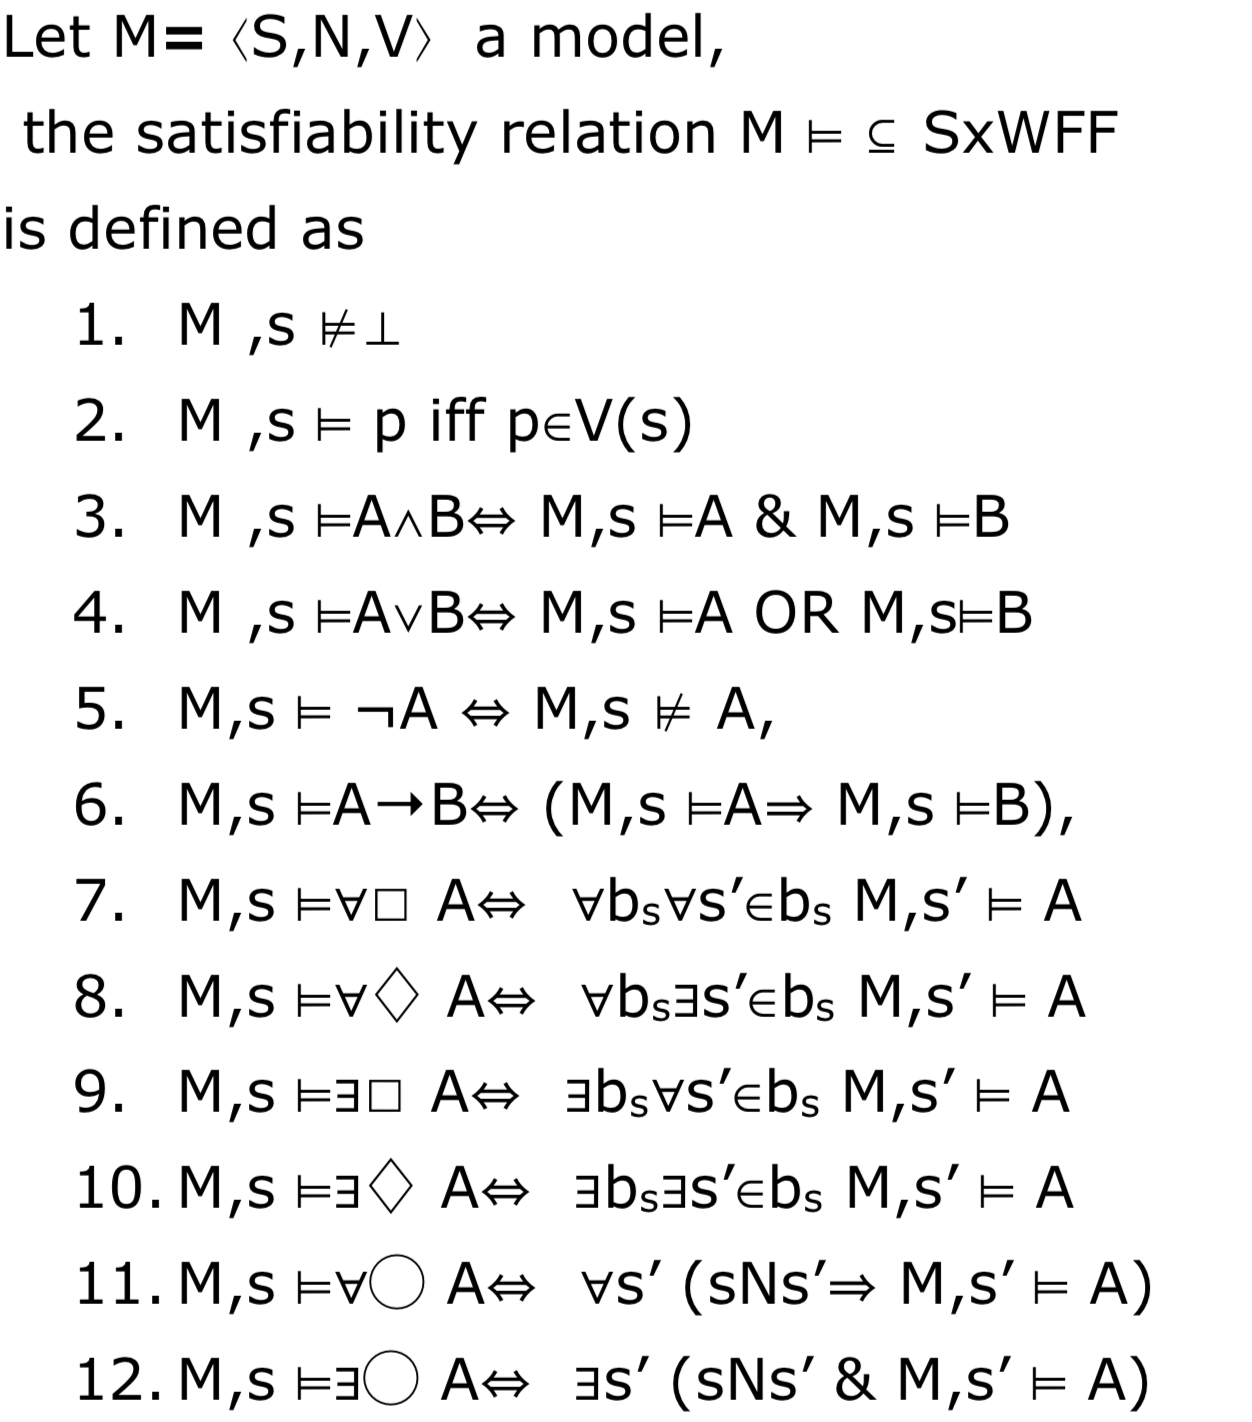 Let M= ⟨S,N,V⟩ a model,
the satisfiability relation M ⊨ ⊆ SxWFF
is defined as
1. M ,s ⊭⊥
2. M ,s ⊨ p iff p∈V(s)
3. M ,s ⊨A∧B⇔ M,s ⊨A & M,s ⊨B
4. M ,s ⊨A∨B⇔ M,s ⊨A OR M,s⊨B
5. M,s ⊨ ¬A ⇔ M,s ⊭ A,
6. M,s ⊨A→B⇔ (M,s ⊨A⇒ M,s ⊨B),
7. M,s ⊨∀□ A⇔ ∀bₛ∀s′∈bₛ M,s′ ⊨ A
8. M,s ⊨∀◇ A⇔ ∀bₛ∃s′∈bₛ M,s′ ⊨ A
9. M,s ⊨∃□ A⇔ ∃bₛ∀s′∈bₛ M,s′ ⊨ A
10. M,s ⊨∃◇ A⇔ ∃bₛ∃s′∈bₛ M,s′ ⊨ A
11. M,s ⊨∀◯ A⇔ ∀s′ (sNs′⇒ M,s′ ⊨ A)
12. M,s ⊨∃◯ A⇔ ∃s′ (sNs′ & M,s′ ⊨ A)